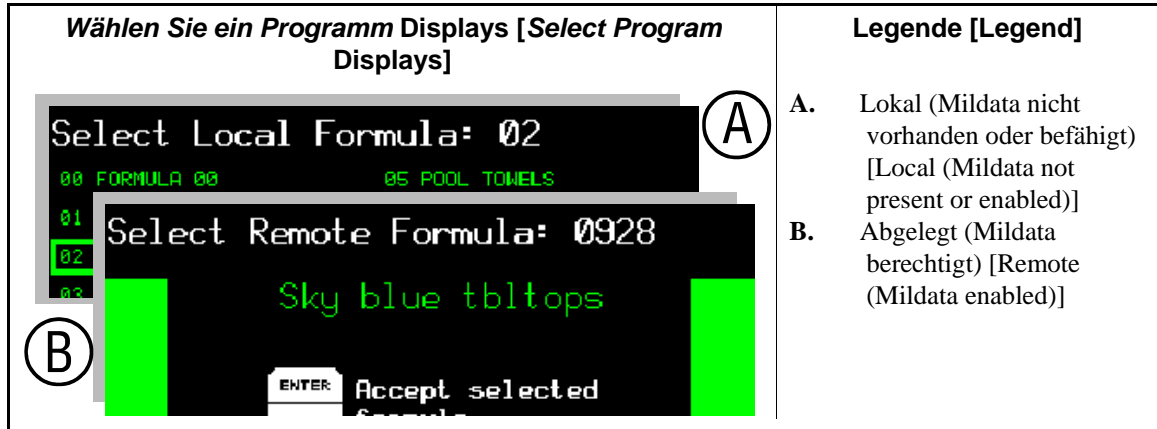 Wählen Sie ein Programm Displays [Select Program
Displays]
Select Local Formula: 02
00 FORMULA 00 05 POOL TOWELS
01
02
03
A
Select Remote Formula: 0928
Sky blue tbltops
ENTER Accept selected
B
Legende [Legend]
A. Lokal (Mildata nicht
vorhanden oder befähigt)
[Local (Mildata not
present or enabled)]
B. Abgelegt (Mildata
berechtigt) [Remote
(Mildata enabled)]